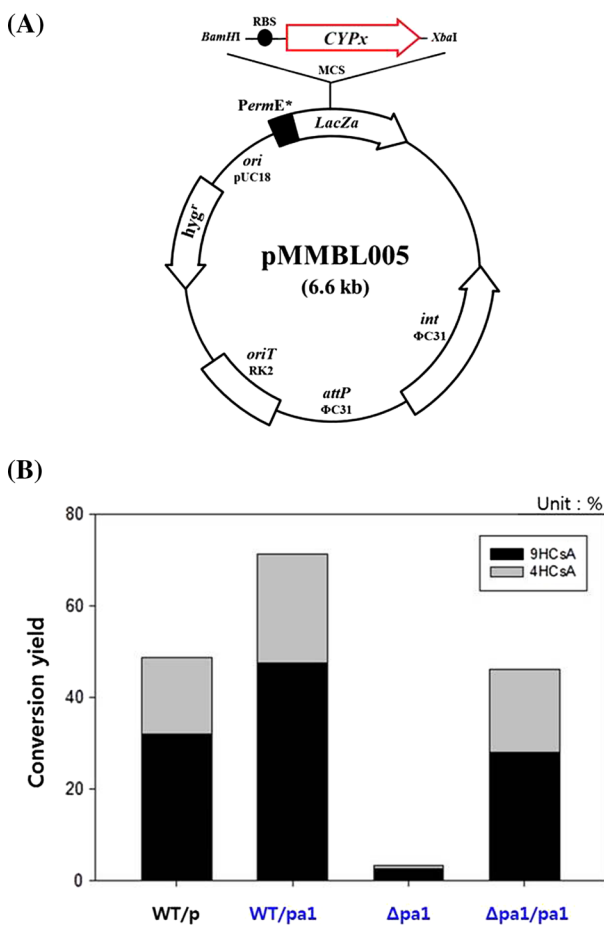 (A)
RBS
BamHI CYPx XbaI
MCS
PermE*
LacZa
ori
pUC18
hygʳ
pMMBL005
(6.6 kb)
int
ΦC31
oriT
RK2
attP
ΦC31
(B)
Unit : %
80
60
40
20
0
Conversion yield
9HCsA
4HCsA
WT/p WT/pa1 Δpa1 Δpa1/pa1